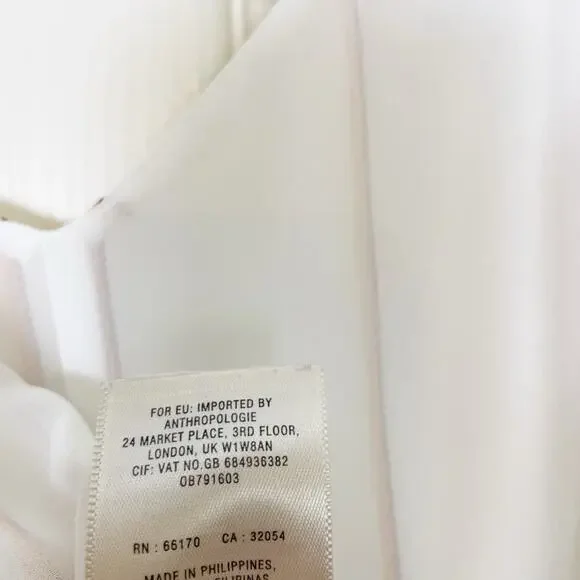 FOR EU: IMPORTED BY
ANTHROPOLOGIE
24 MARKET PLACE, 3RD FLOOR,
LONDON, UK W1W8AN
CIF: VAT NO.GB 684936382
OB791603
RN : 66170 CA : 32054
MADE IN PHILIPPINES,